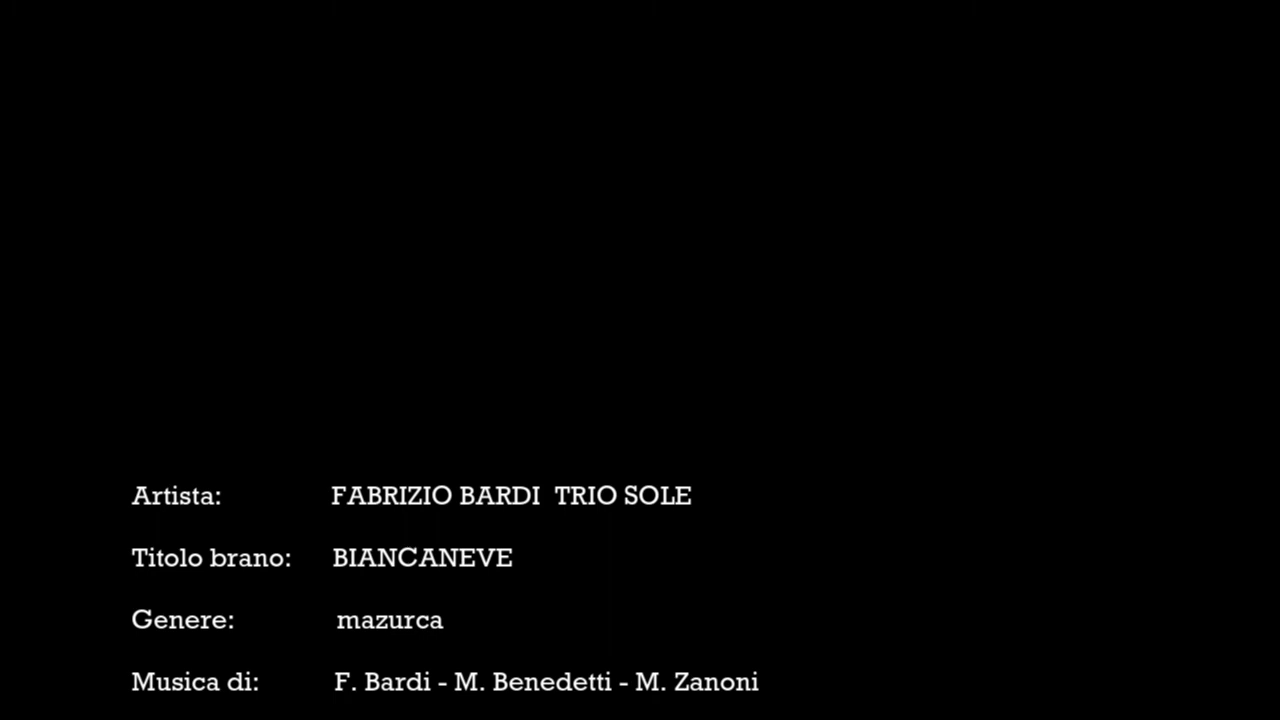 Artista: FABRIZIO BARDI TRIO SOLE
Titolo brano: BIANCANEVE
Genere: mazurca
Musica di: F. Bardi - M. Benedetti - M. Zanoni